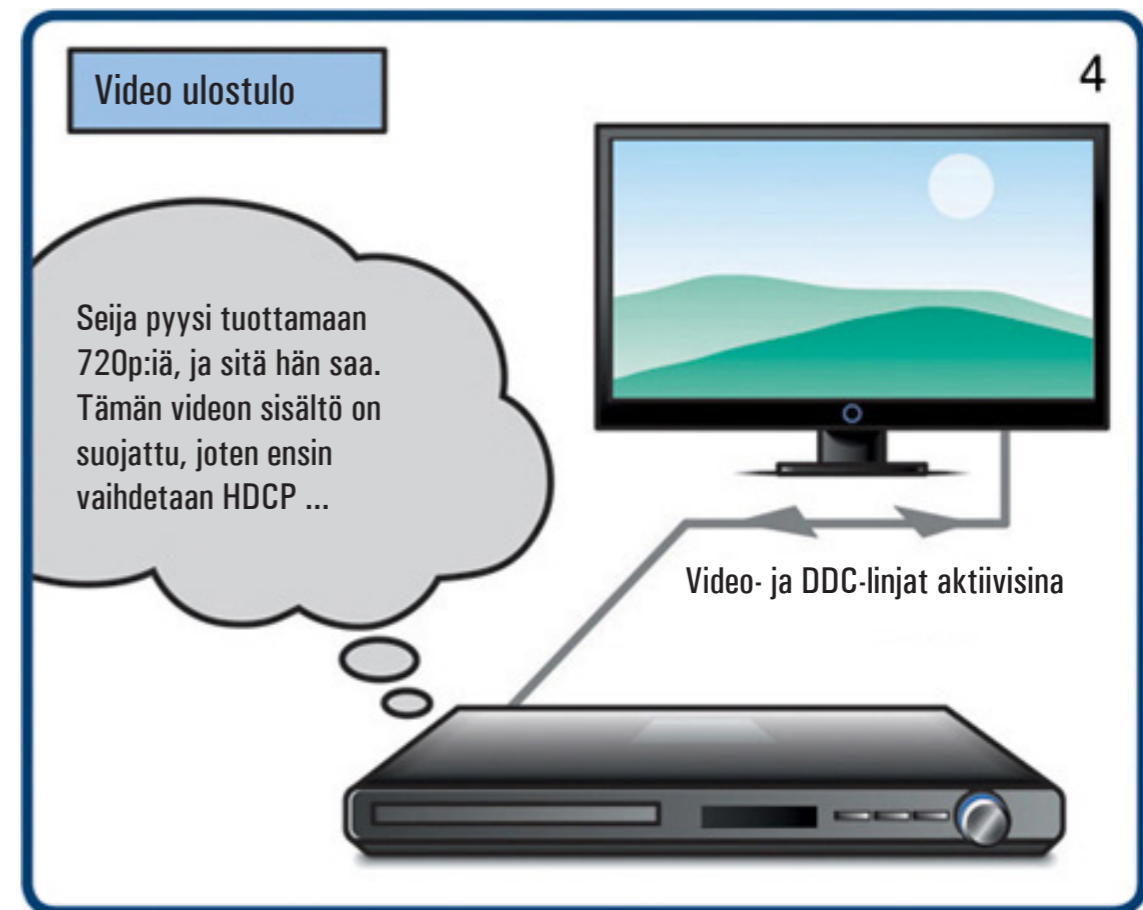 Video ulostulo
4
Seija pyysi tuottamaan
720p:iä, ja sitä hän saa.
Tämän videon sisältö on
suojattu, joten ensin
vaihdetaan HDCP ...
Video- ja DDC-linjat aktiivisina